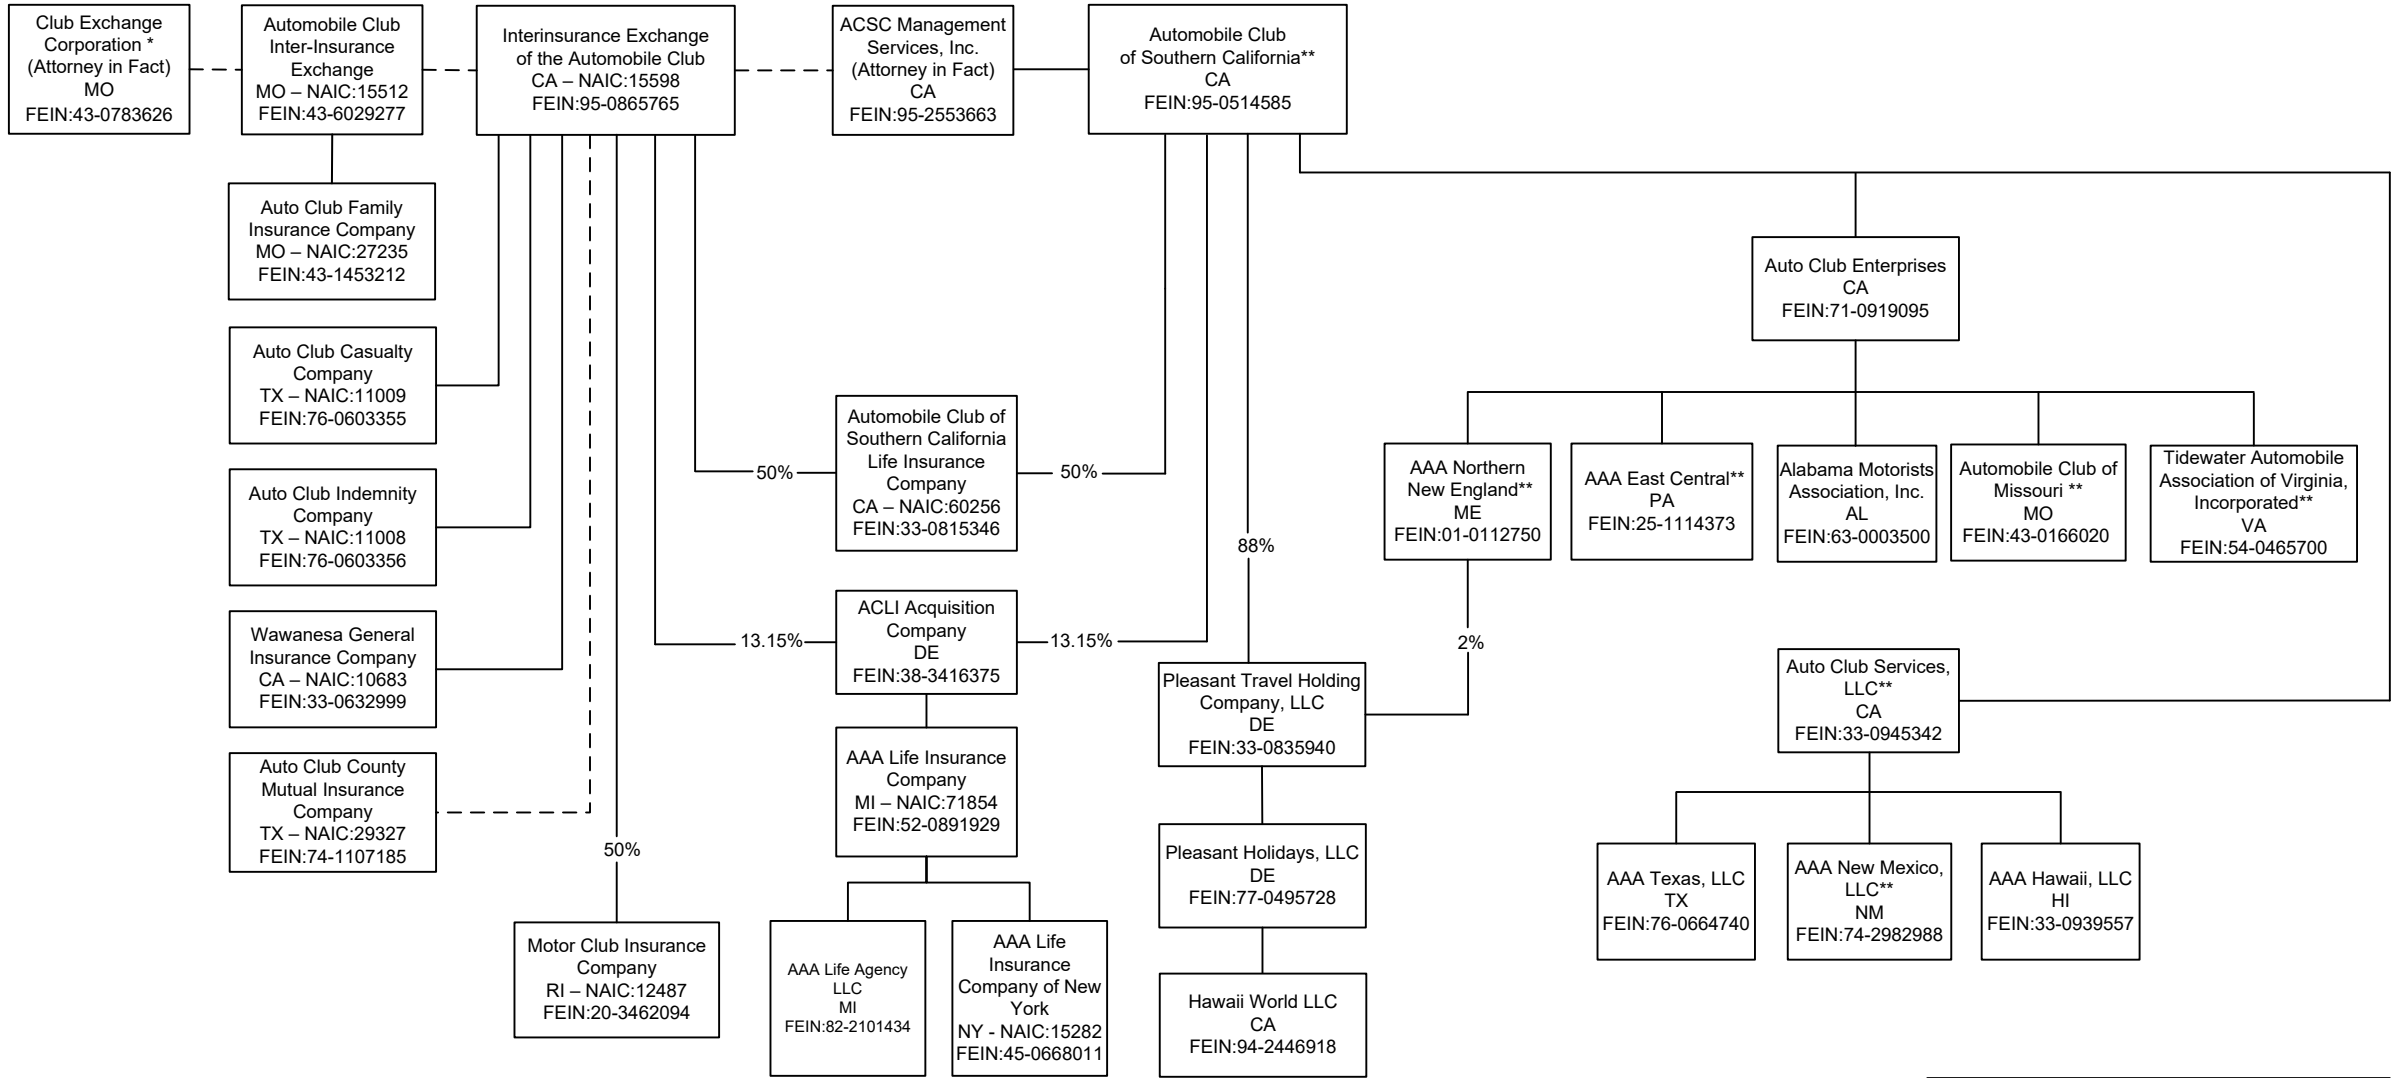 Club Exchange
Corporation *
(Attorney in Fact)
MO
FEIN:43-0783626
Automobile Club
Inter-Insurance
Exchange
MO – NAIC:15512
FEIN:43-6029277
Interinsurance Exchange
of the Automobile Club
CA – NAIC:15598
FEIN:95-0865765
ACSC Management
Services, Inc.
(Attorney in Fact)
CA
FEIN:95-2553663
Automobile Club
of Southern California**
CA
FEIN:95-0514585
Auto Club Family
Insurance Company
MO – NAIC:27235
FEIN:43-1453212
Auto Club Casualty
Company
TX – NAIC:11009
FEIN:76-0603355
Auto Club Indemnity
Company
TX – NAIC:11008
FEIN:76-0603356
Wawanesa General
Insurance Company
CA – NAIC:10683
FEIN:33-0632999
Auto Club County
Mutual Insurance
Company
TX – NAIC:29327
FEIN:74-1107185
50%
Motor Club Insurance
Company
RI – NAIC:12487
FEIN:20-3462094
50%
Automobile Club of
Southern California
Life Insurance
Company
CA – NAIC:60256
FEIN:33-0815346
50%
13.15%
ACLI Acquisition
Company
DE
FEIN:38-3416375
13.15%
AAA Life Insurance
Company
MI – NAIC:71854
FEIN:52-0891929
AAA Life Agency
LLC
MI
FEIN:82-2101434
AAA Life
Insurance
Company of New
York
NY - NAIC:15282
FEIN:45-0668011
88%
Pleasant Travel Holding
Company, LLC
DE
FEIN:33-0835940
2%
Pleasant Holidays, LLC
DE
FEIN:77-0495728
Hawaii World LLC
CA
FEIN:94-2446918
Auto Club Enterprises
CA
FEIN:71-0919095
AAA Northern
New England**
ME
FEIN:01-0112750
AAA East Central**
PA
FEIN:25-1114373
Alabama Motorists
Association, Inc.
AL
FEIN:63-0003500
Automobile Club of
Missouri **
MO
FEIN:43-0166020
Tidewater Automobile
Association of Virginia,
Incorporated**
VA
FEIN:54-0465700
Auto Club Services,
LLC**
CA
FEIN:33-0945342
AAA Texas, LLC
TX
FEIN:76-0664740
AAA New Mexico,
LLC**
NM
FEIN:74-2982988
AAA Hawaii, LLC
HI
FEIN:33-0939557